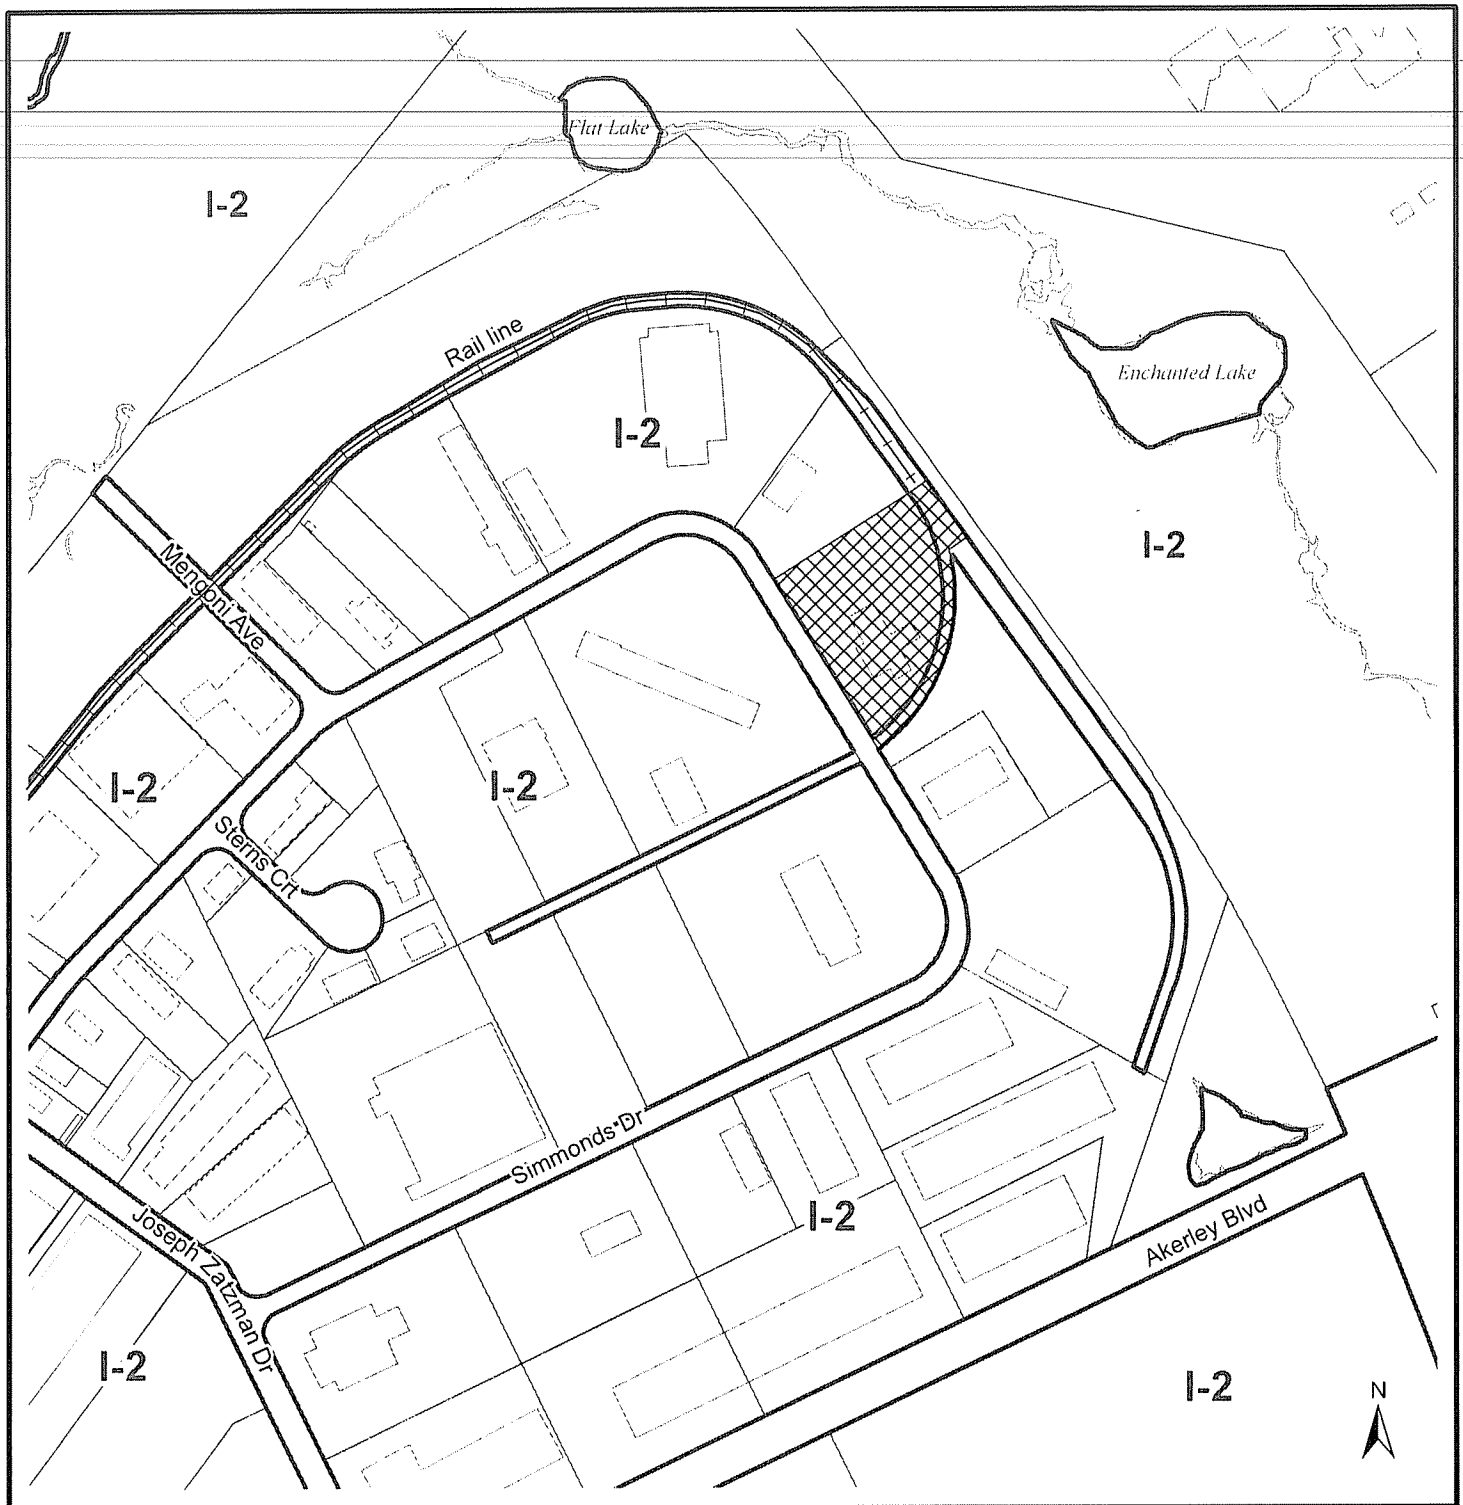 Flat Lake
I-2
Rail line
Enchanted Lake
I-2
I-2
Mengoni Ave
I-2
I-2
Sterns Crt
Simmonds Dr
I-2
Joseph Zatzman Dr
Akerley Blvd
I-2
I-2
N